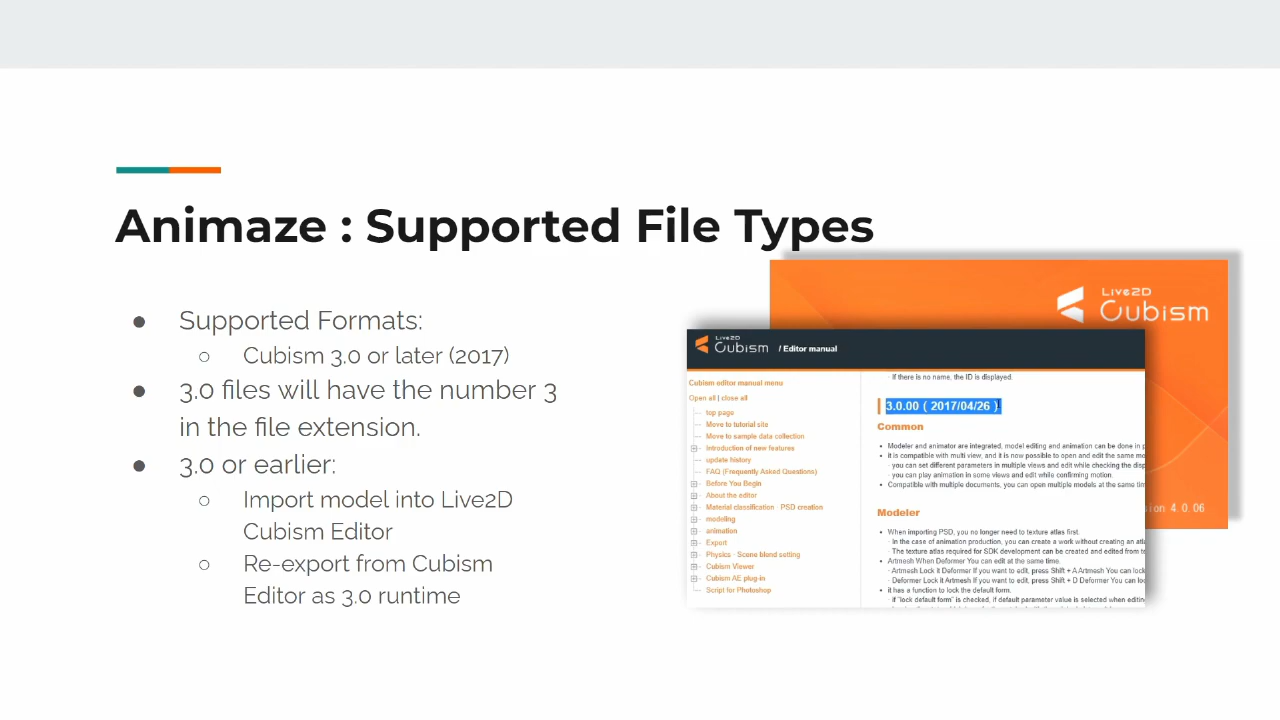 Animaze : Supported File Types
● Supported Formats:
○ Cubism 3.0 or later (2017)
● 3.0 files will have the number 3
in the file extension.
● 3.0 or earlier:
○ Import model into Live2D
Cubism Editor
○ Re-export from Cubism
Editor as 3.0 runtime
Live2D
Cubism
4.0.06
Live2D
Cubism / Editor manual
Cubism editor manual menu
Open all | close all
top page
Move to tutorial site
Move to sample data collection
Introduction of new features
update history
FAQ (Frequently Asked Questions)
Before You Begin
About the editor
Material classification · PSD creation
modeling
animation
Export
Physics · Scene blend setting
Cubism Viewer
Cubism AE plug-in
Script for Photoshop
· If there is no name, the ID is displayed.
3.0.00 ( 2017/04/26 )
Common
• Modeler and animator are integrated, model editing and animation can be done in
• it is compatible with multi view, and it is now possible to open and edit the same
· you can set different parameters in multiple views and edit while checking the
· you can play animation in some views and edit while confirming motion.
• Compatible with multiple documents, you can open multiple models at the same
Modeler
• When importing PSD, you no longer need to texture atlas first.
· In the case of animation production, you can create a work without creating an
· The texture atlas required for SDK development can be created and edited from
• Artmesh When Deformer You can edit at the same time.
· Artmesh Lock It Deformer If you want to edit, press Shift + A Artmesh You can
· Deformer Lock it Artmesh If you want to edit, press Shift + D Deformer You can
• it has a function to lock the default form.
· If "lock default form" is checked, if default parameter value is selected when